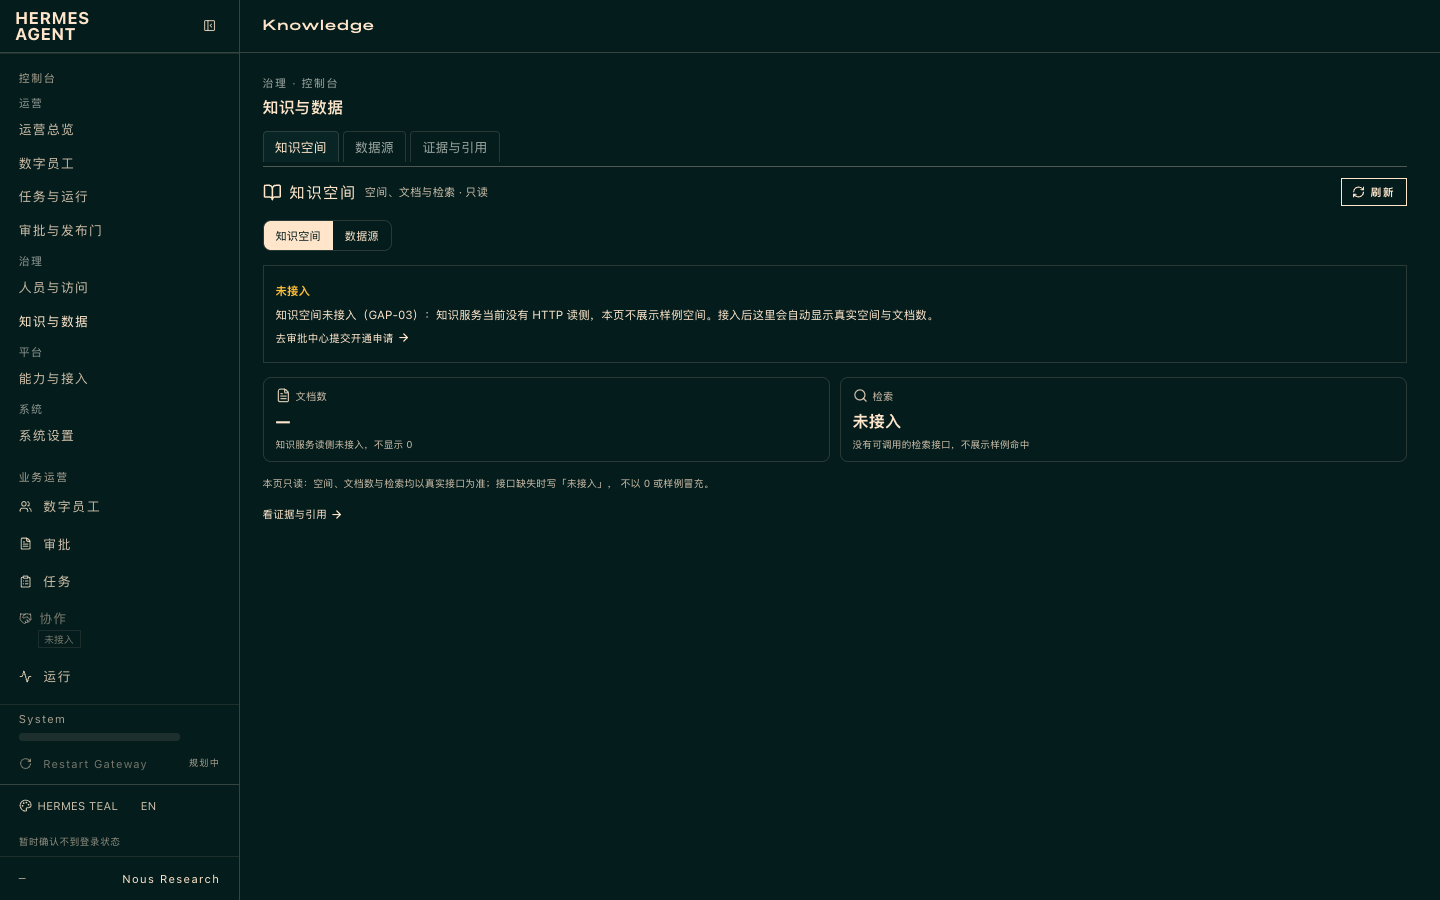 HERMES
AGENT
控制台
运营
运营总览
数字员工
任务与运行
审批与发布门
治理
人员与访问
知识与数据
平台
能力与接入
系统
系统设置
业务运营
数字员工
审批
任务
协作
未接入
运行
System
Restart Gateway 规划中
HERMES TEAL EN
暂时确认不到登录状态
— Nous Research
Knowledge
治理 · 控制台
知识与数据
知识空间 数据源 证据与引用
知识空间 空间、文档与检索 · 只读
刷新
知识空间 数据源
未接入
知识空间未接入（GAP-03）：知识服务当前没有 HTTP 读侧，本页不展示样例空间。接入后这里会自动显示真实空间与文档数。
去审批中心提交开通申请 →
文档数
—
知识服务读侧未接入，不显示 0
检索
未接入
没有可调用的检索接口，不展示样例命中
本页只读：空间、文档数与检索均以真实接口为准；接口缺失时写「未接入」， 不以 0 或样例冒充。
看证据与引用 →